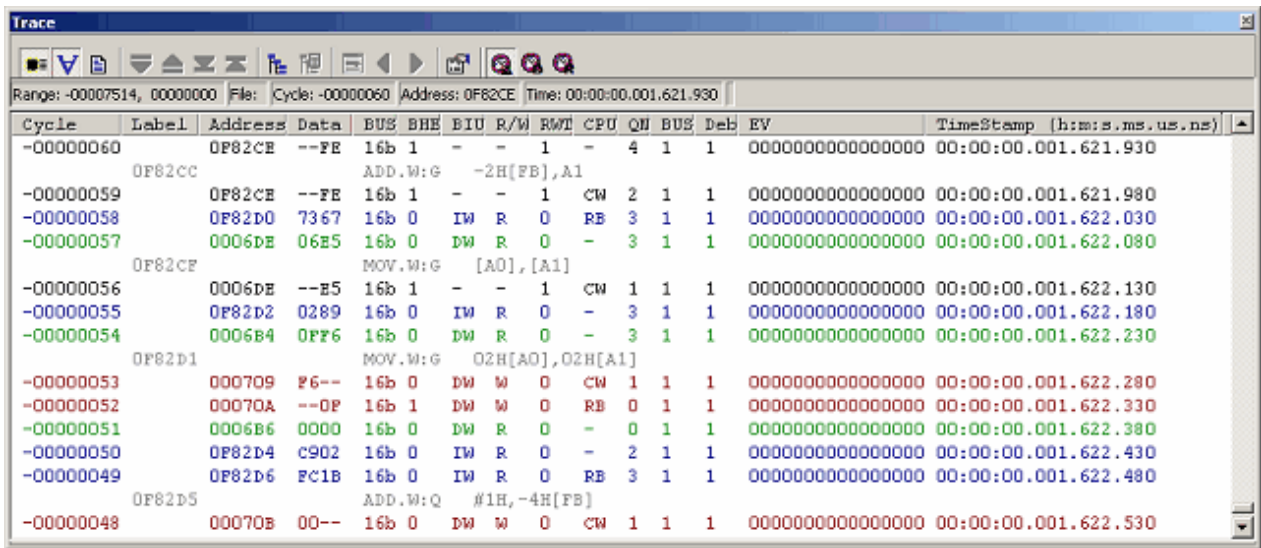 Trace
Range: -00007514, 00000000 File: Cycle: -00000060 Address: 0F82CE Time: 00:00:00.001.621.930
Cycle Label Address Data BUS BHE BIU R/W RWT CPU QN BUS Deb EV TimeStamp (h:m:s.ms.us.ns)
-00000060 0F82CE --FE 16b 1 - - 1 - 4 1 1 0000000000000000 00:00:00.001.621.930
0F82CC ADD.W:G -2H[FB],A1
-00000059 0F82CE --FE 16b 1 - - 1 CW 2 1 1 0000000000000000 00:00:00.001.621.980
-00000058 0F82D0 7367 16b 0 IW R 0 RB 3 1 1 0000000000000000 00:00:00.001.622.030
-00000057 0006DE 06E5 16b 0 DW R 0 - 3 1 1 0000000000000000 00:00:00.001.622.080
0F82CF MOV.W:G [A0],[A1]
-00000056 0006DE --E5 16b 1 - - 1 CW 1 1 1 0000000000000000 00:00:00.001.622.130
-00000055 0F82D2 0289 16b 0 IW R 0 - 3 1 1 0000000000000000 00:00:00.001.622.180
-00000054 0006B4 0FF6 16b 0 DW R 0 - 3 1 1 0000000000000000 00:00:00.001.622.230
0F82D1 MOV.W:G 02H[A0],02H[A1]
-00000053 000709 F6-- 16b 0 DW W 0 CW 1 1 1 0000000000000000 00:00:00.001.622.280
-00000052 00070A --0F 16b 1 DW W 0 RB 0 1 1 0000000000000000 00:00:00.001.622.330
-00000051 0006B6 0000 16b 0 DW R 0 - 0 1 1 0000000000000000 00:00:00.001.622.380
-00000050 0F82D4 C902 16b 0 IW R 0 - 2 1 1 0000000000000000 00:00:00.001.622.430
-00000049 0F82D6 FC1B 16b 0 IW R 0 RB 3 1 1 0000000000000000 00:00:00.001.622.480
0F82D5 ADD.W:Q #1H,-4H[FB]
-00000048 00070B 00-- 16b 0 DW W 0 CW 1 1 1 0000000000000000 00:00:00.001.622.530